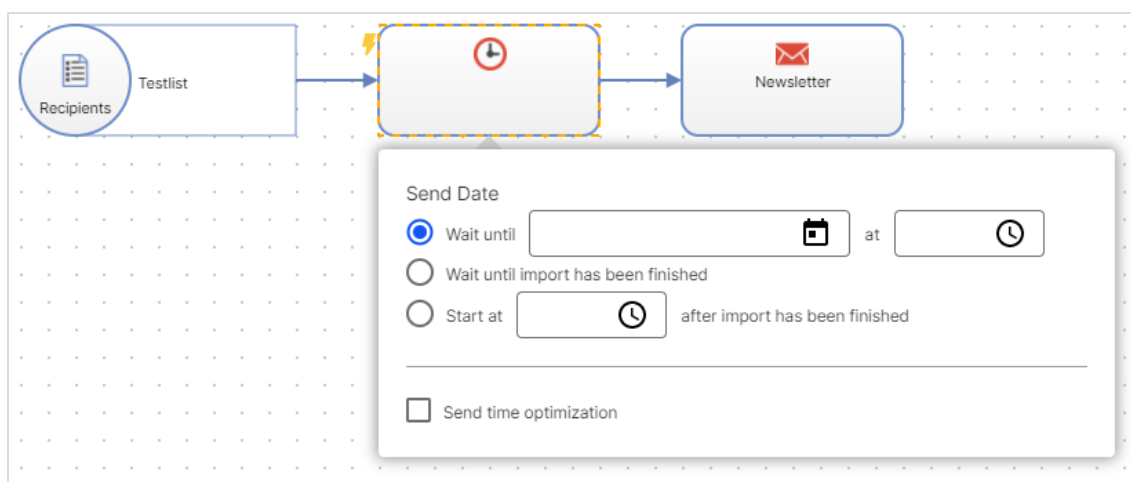 Recipients
Testlist
Newsletter
Send Date
Wait until at
Wait until import has been finished
Start at after import has been finished
Send time optimization